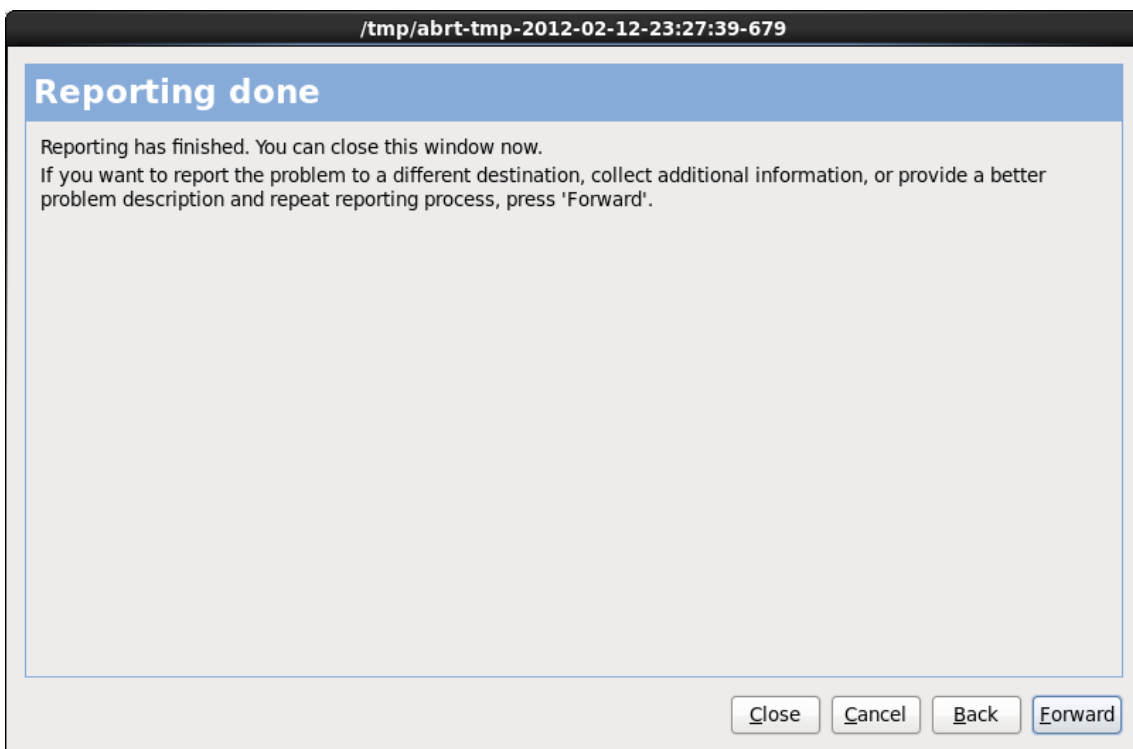 /tmp/abrt-tmp-2012-02-12-23:27:39-679
Reporting done
Reporting has finished. You can close this window now.
If you want to report the problem to a different destination, collect additional information, or provide a better
problem description and repeat reporting process, press 'Forward'.
Close Cancel Back Forward